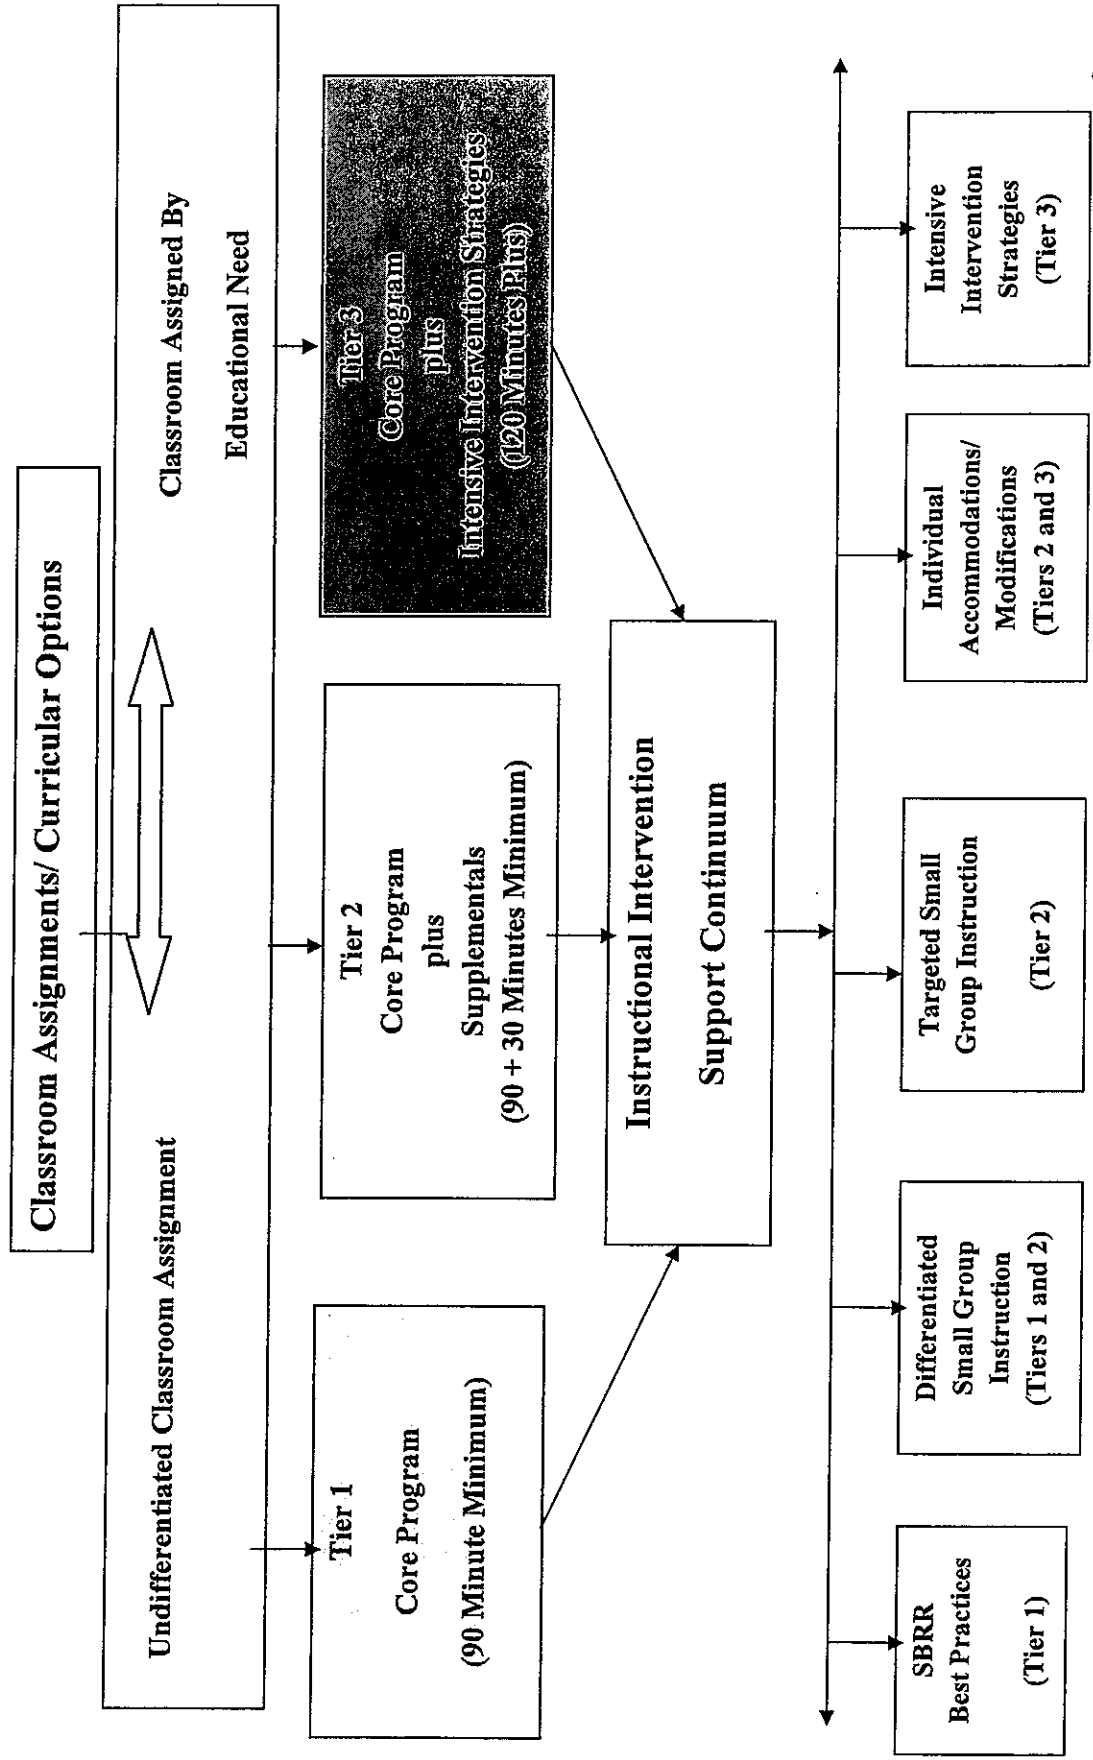 Classroom Assignments/ Curricular Options
Undifferentiated Classroom Assignment
Classroom Assigned By
Educational Need
Tier 1
Core Program
(90 Minute Minimum)
Tier 2
Core Program
plus
Supplementals
(90 + 30 Minutes Minimum)
Tier 3
(Core Program
plus
Intensive Intervention Strategies
(120 Minutes Plus)
Instructional Intervention
Support Continuum
SBRR
Best Practices
(Tier 1)
Differentiated
Small Group
Instruction
(Tiers 1 and 2)
Targeted Small
Group Instruction
(Tier 2)
Individual
Accommodations/
Modifications
(Tiers 2 and 3)
Intensive
Intervention
Strategies
(Tier 3)